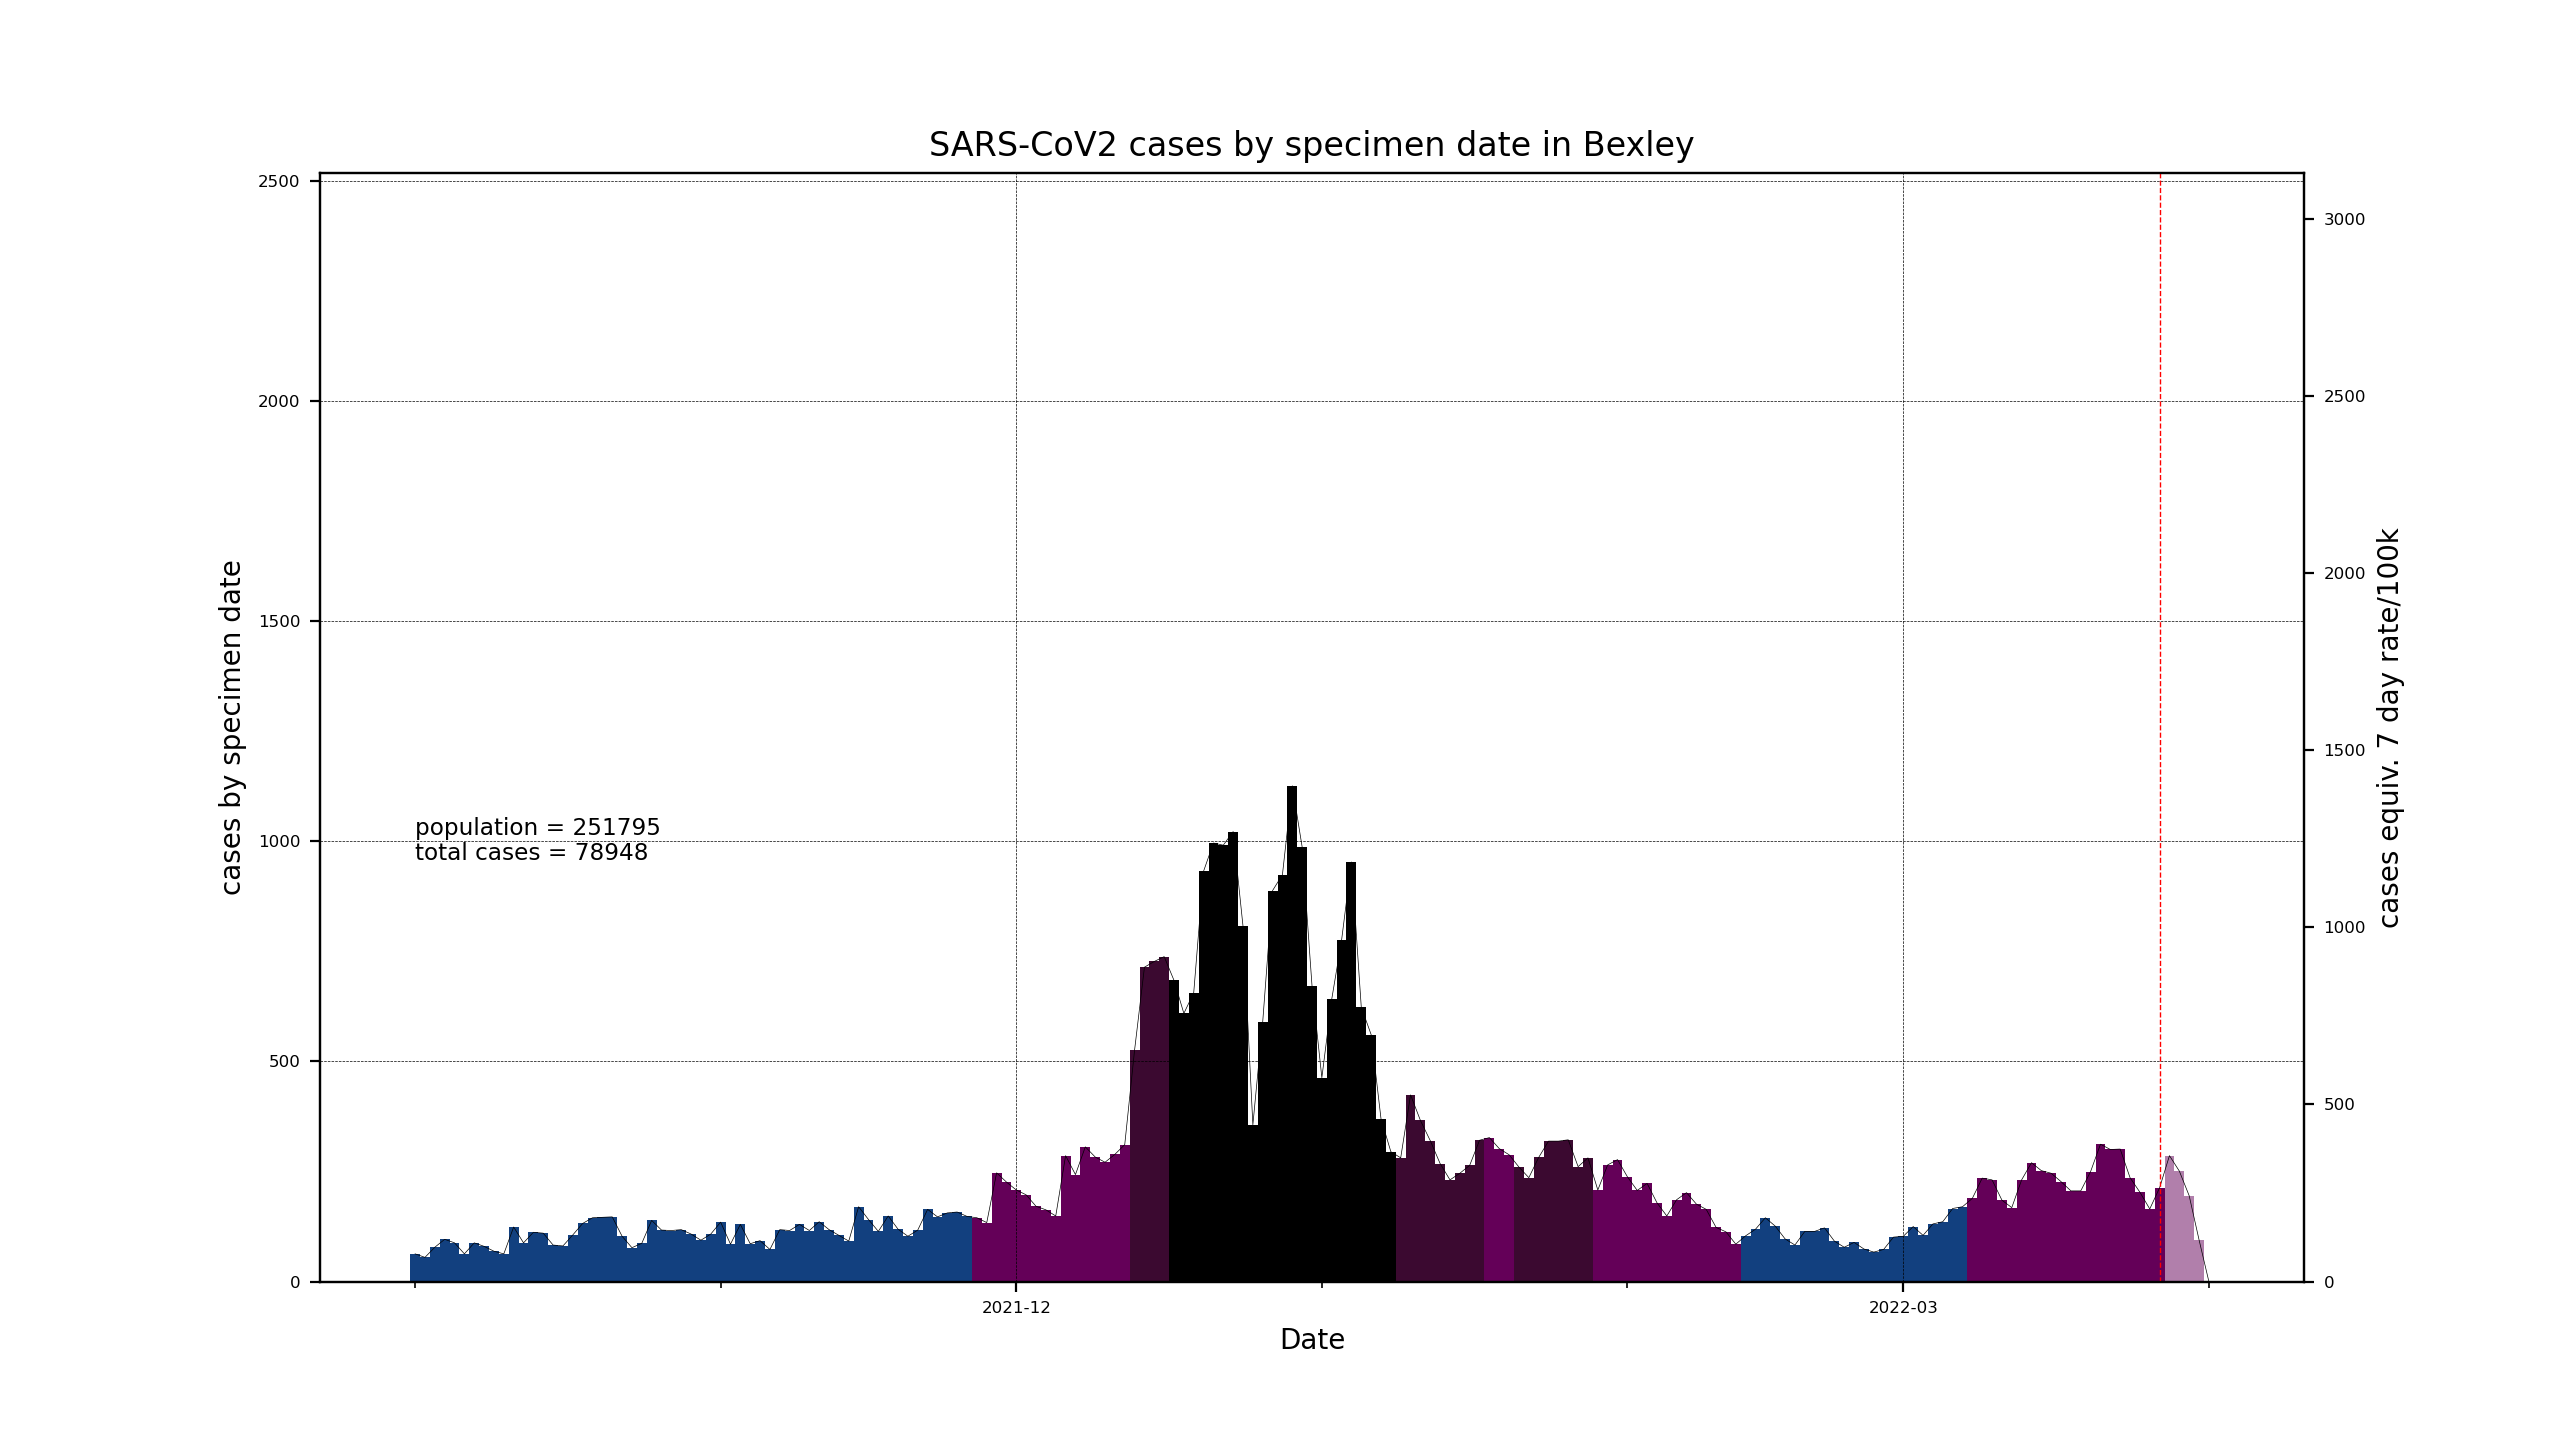 SARS-CoV2 cases by specimen date in Bexley
2500
2000
1500
1000
500
0
cases by specimen date
population = 251795
total cases = 78948
3000
2500
2000
1500
1000
500
0
cases equiv. 7 day rate/100k
2021-12
2022-03
Date